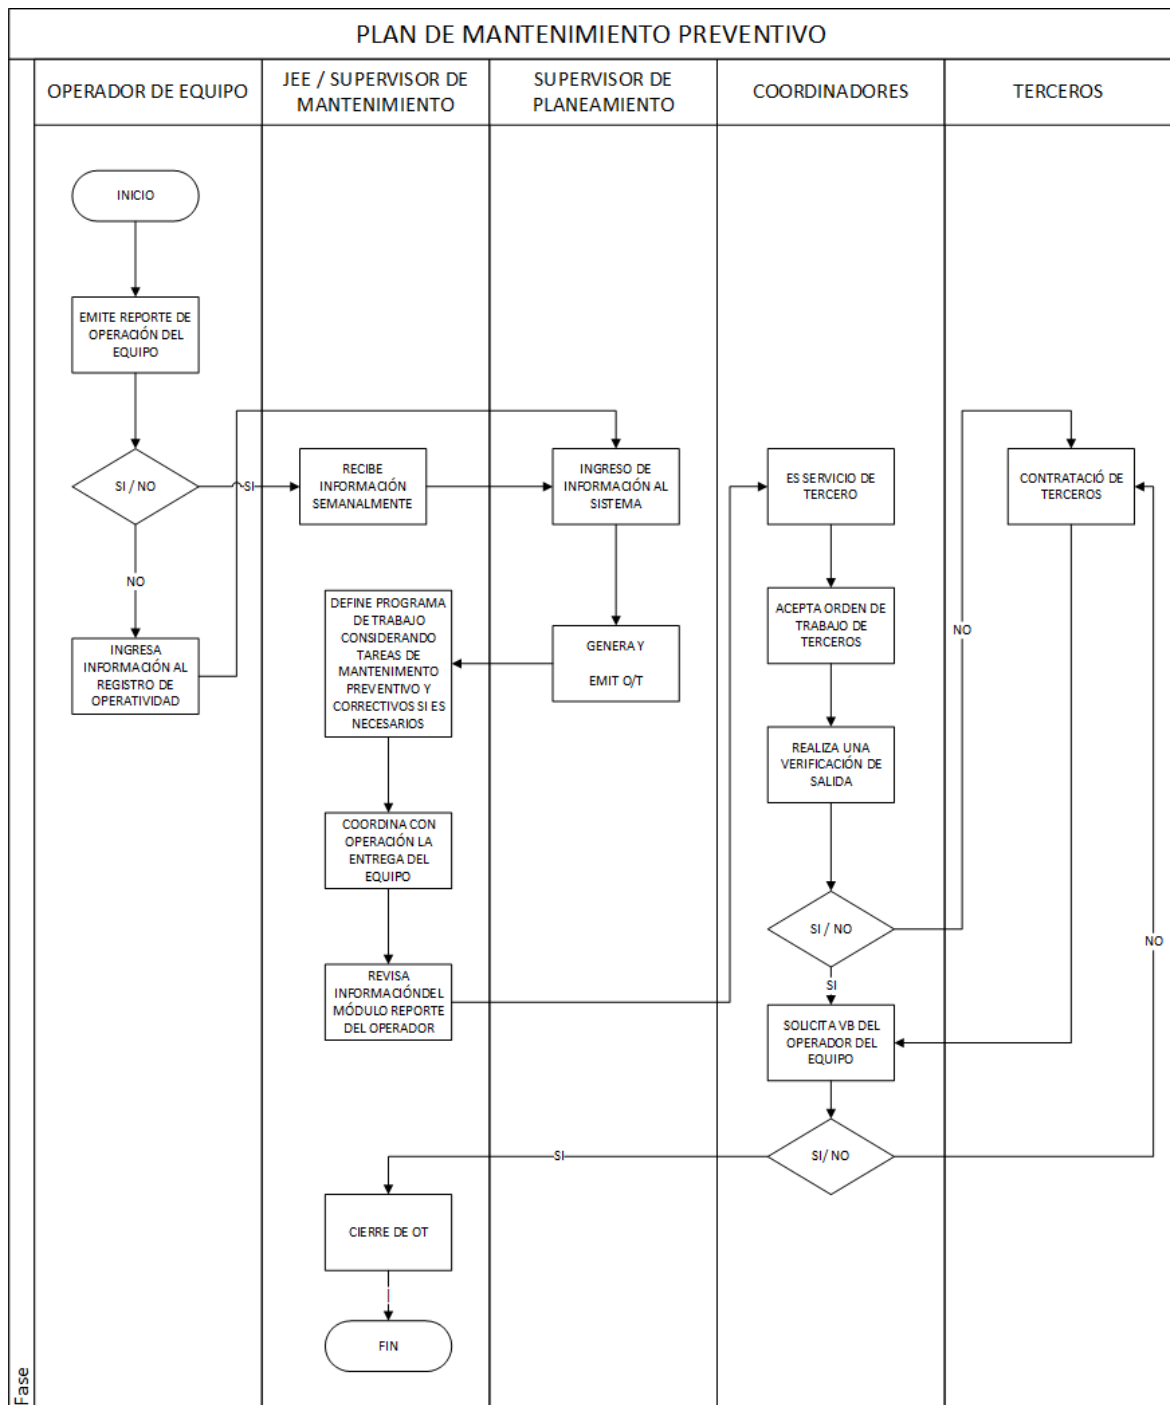 PLAN DE MANTENIMIENTO PREVENTIVO
OPERADOR DE EQUIPO
JEE / SUPERVISOR DE
MANTENIMIENTO
SUPERVISOR DE
PLANEAMIENTO
COORDINADORES
TERCEROS
INICIO
EMITE REPORTE DE
OPERACIÓN DEL
EQUIPO
SI / NO
SI
RECIBE
INFORMACIÓN
SEMANALMENTE
INGRESO DE
INFORMACIÓN AL
SISTEMA
ES SERVICIO DE
TERCERO
CONTRATACIÓ DE
TERCEROS
NO
INGRESA
INFORMACIÓN AL
REGISTRO DE
OPERATIVIDAD
DEFINE PROGRAMA
DE TRABAJO
CONSIDERANDO
TAREAS DE
MANTENIMENTO
PREVENTIVO Y
CORRECTIVOS SI ES
NECESARIOS
GENERA Y
EMIT O/T
ACEPTA ORDEN DE
TRABAJO DE
TERCEROS
NO
REALIZA UNA
VERIFICACIÓN DE
SALIDA
COORDINA CON
OPERACIÓN LA
ENTREGA DEL
EQUIPO
SI / NO
NO
SI
REVISA
INFORMACIÓNDEL
MÓDULO REPORTE
DEL OPERADOR
SOLICITA VB DEL
OPERADOR DEL
EQUIPO
SI/ NO
SI
CIERRE DE OT
FIN
Fase